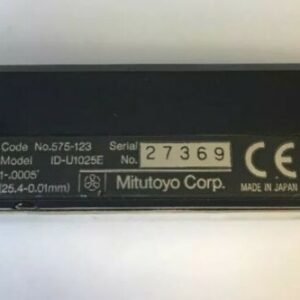 Code No.575-123 Serial
Model ID-U1025E No. 27369
1-.0005"
(25.4-0.01mm) Mitutoyo Corp.
CE
MADE IN JAPAN